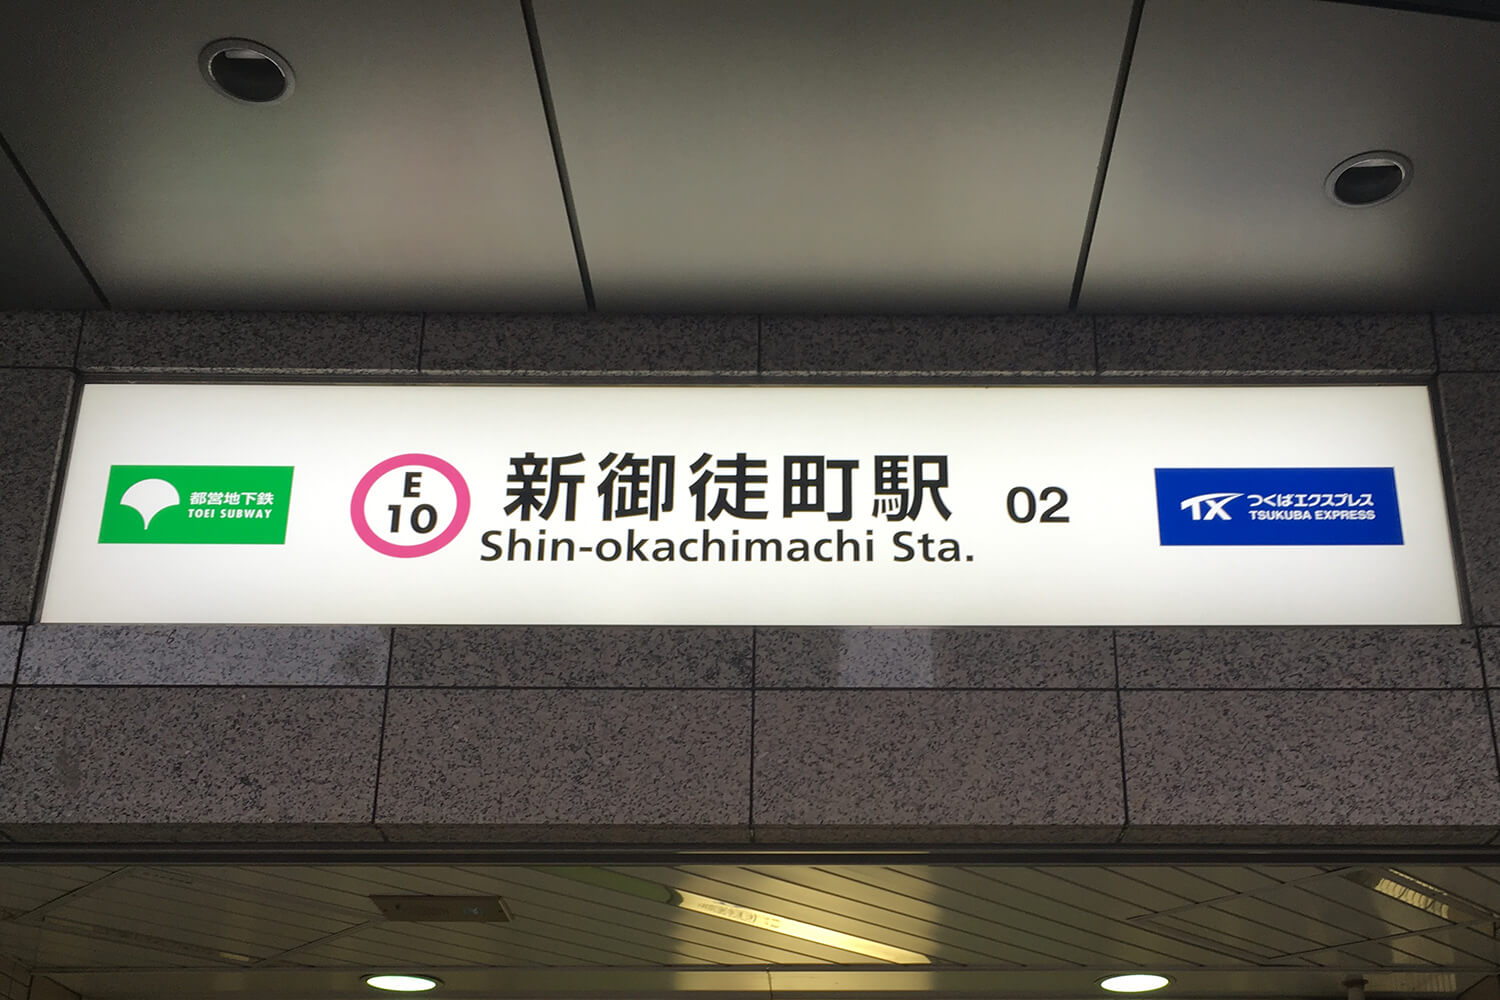 都営地下鉄
TOEI SUBWAY
E
10
新御徒町駅
Shin-okachimachi Sta.
02
TX つくばエクスプレス
TSUKUBA EXPRESS